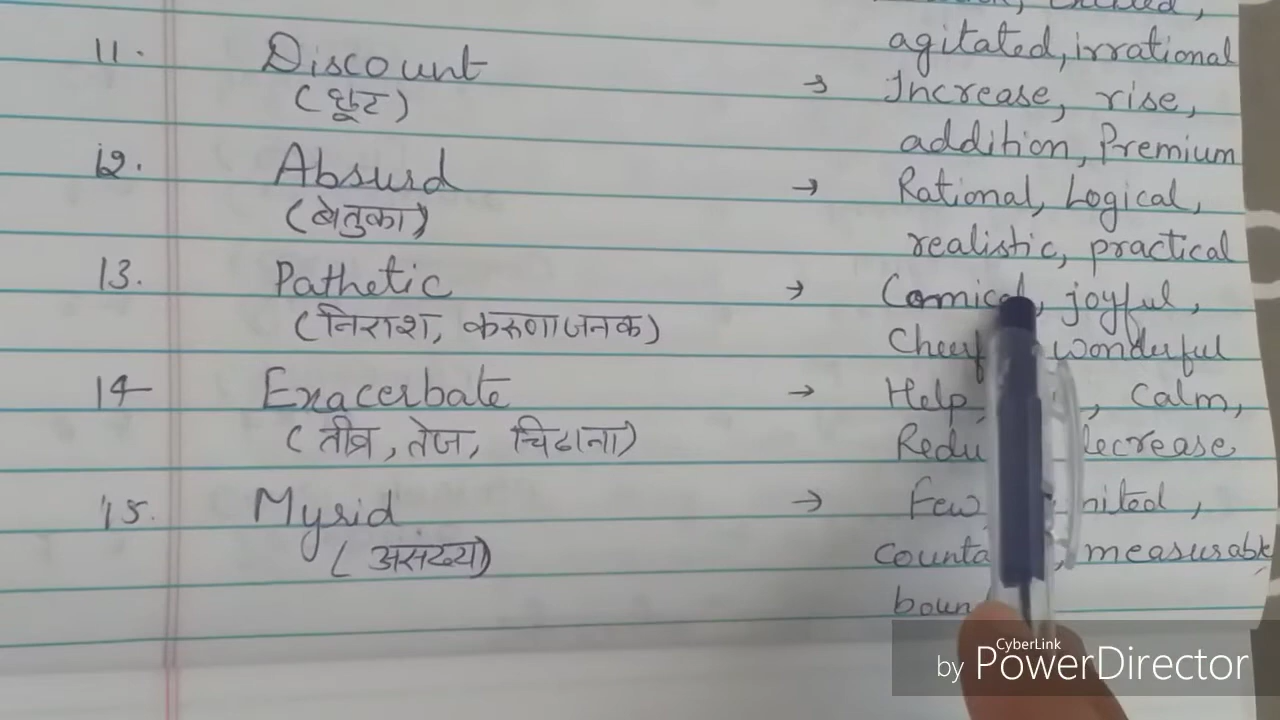 agitated, irrational
11. Discount → Increase, rise,
(छूट) addition, Premium
12. Absurd → Rational, Logical,
(बेतुका) realistic, practical
13. Pathetic → Comical, joyful,
(निराश, करुणाजनक) wonderful
14 Exacerbate → Help, Calm,
(तीव्र, तेज, चिढाना)
15. Myrid → Few
(असंख्य) measurable
CyberLink
by PowerDirector